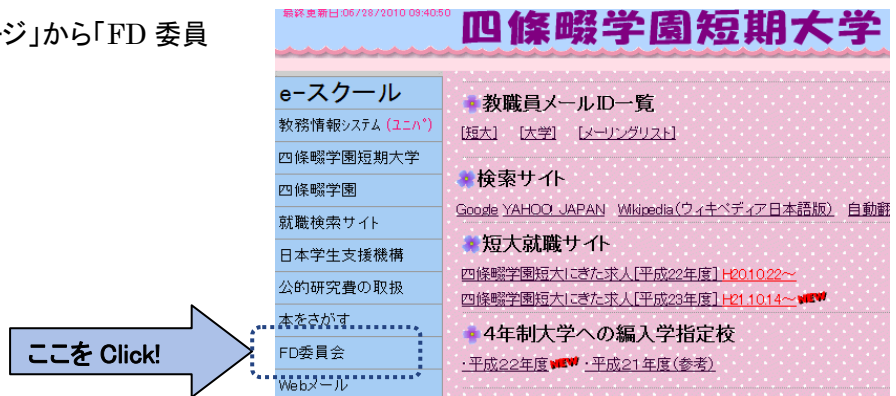 ージ」から「FD 委員
最終更新日:06/28/2010 09:40:50
四條畷学園短期大学
e-スクール
教務情報システム (ユニパ)
四條畷学園短期大学
四條畷学園
就職検索サイト
日本学生支援機構
公的研究費の取扱
本をさがす
FD委員会
Webメール
ここを Click!
教職員メールID一覧
[短大] [大学] [メーリングリスト]
検索サイト
Google YAHOO! JAPAN Wikipedia(ウィキペディア日本語版) 自動翻
短大就職サイト
四條畷学園短大にきた求人[平成22年度] H20.10.22~
四條畷学園短大にきた求人[平成23年度] H21.10.14~ NEW
4年制大学への編入学指定校
・平成22年度 NEW ・平成21年度(参考)